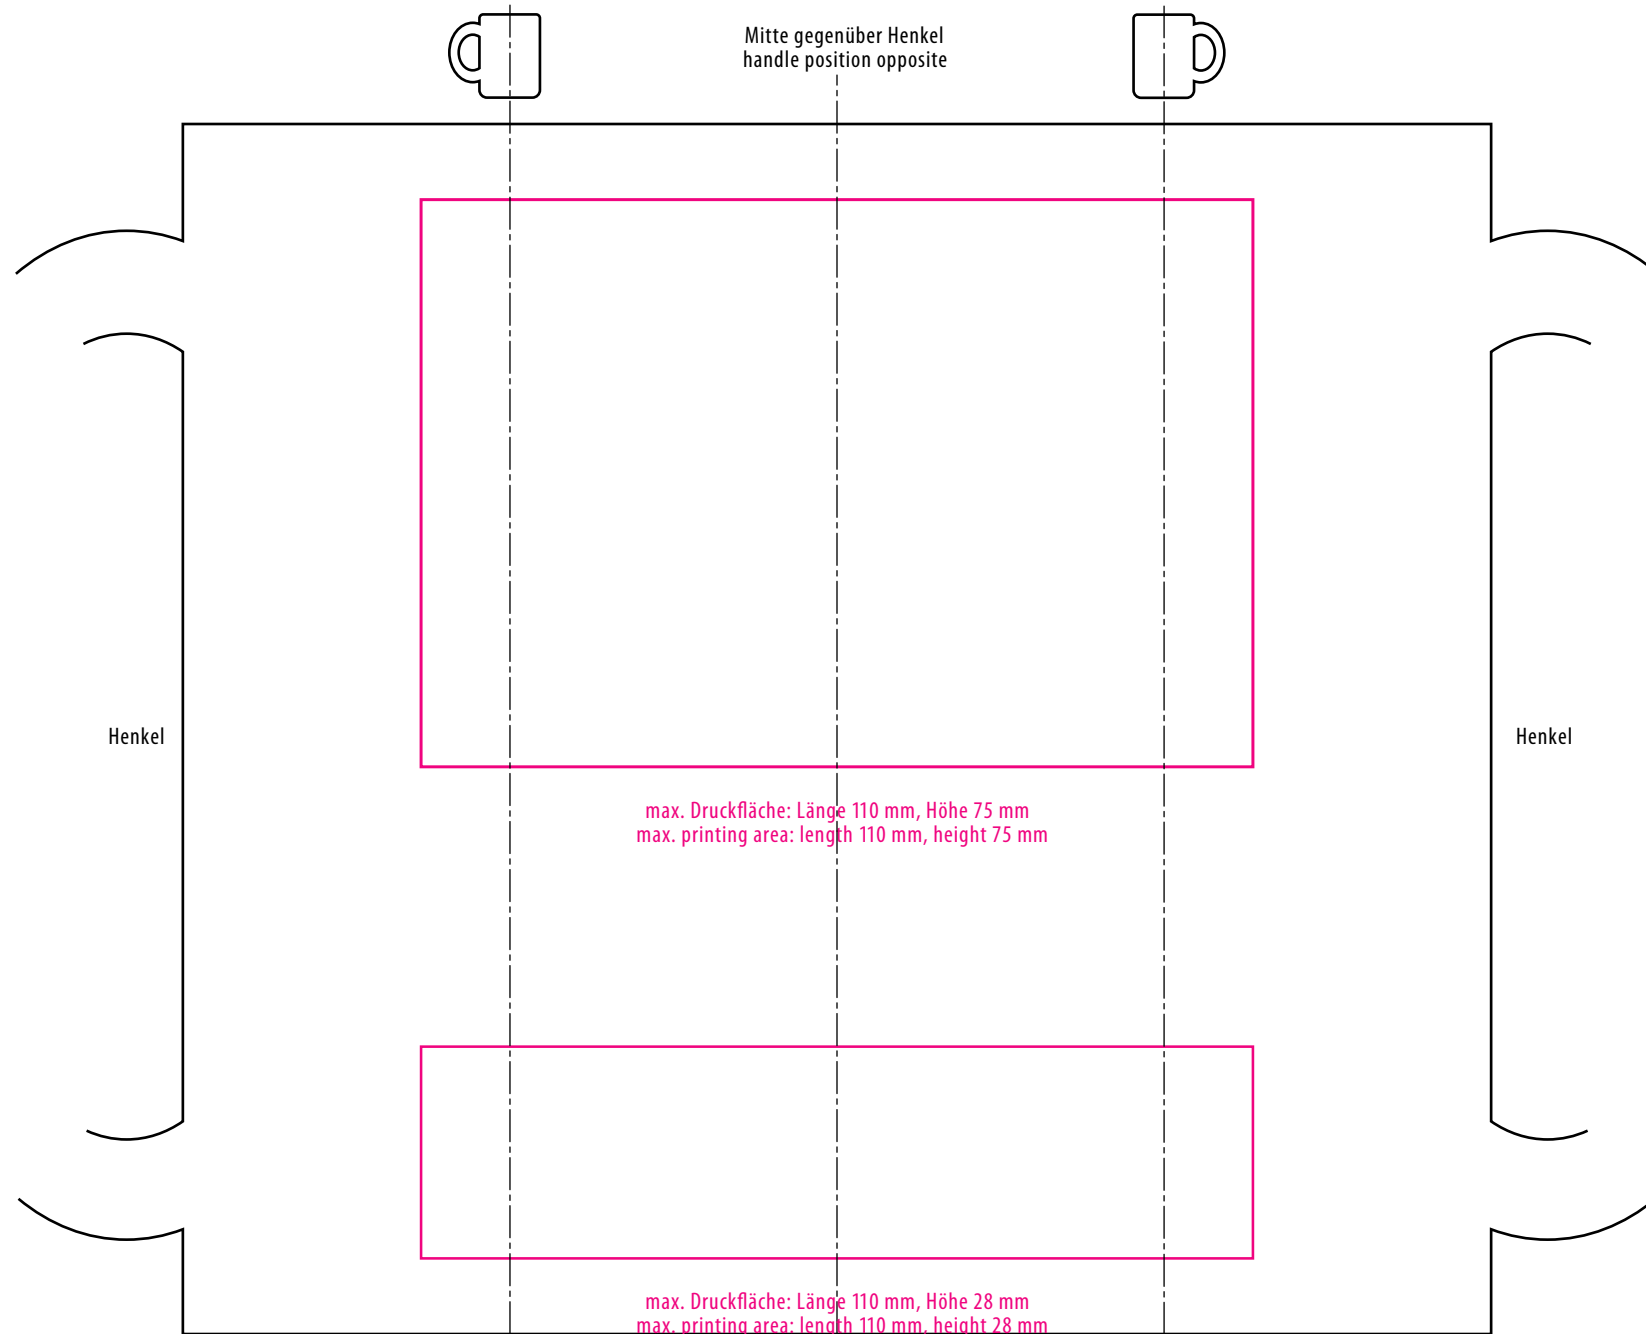 Mitte gegenüber Henkel
handle position opposite
Henkel
Henkel
max. Druckfläche: Länge 110 mm, Höhe 75 mm
max. printing area: length 110 mm, height 75 mm
max. Druckfläche: Länge 110 mm, Höhe 28 mm
max. printing area: length 110 mm, height 28 mm